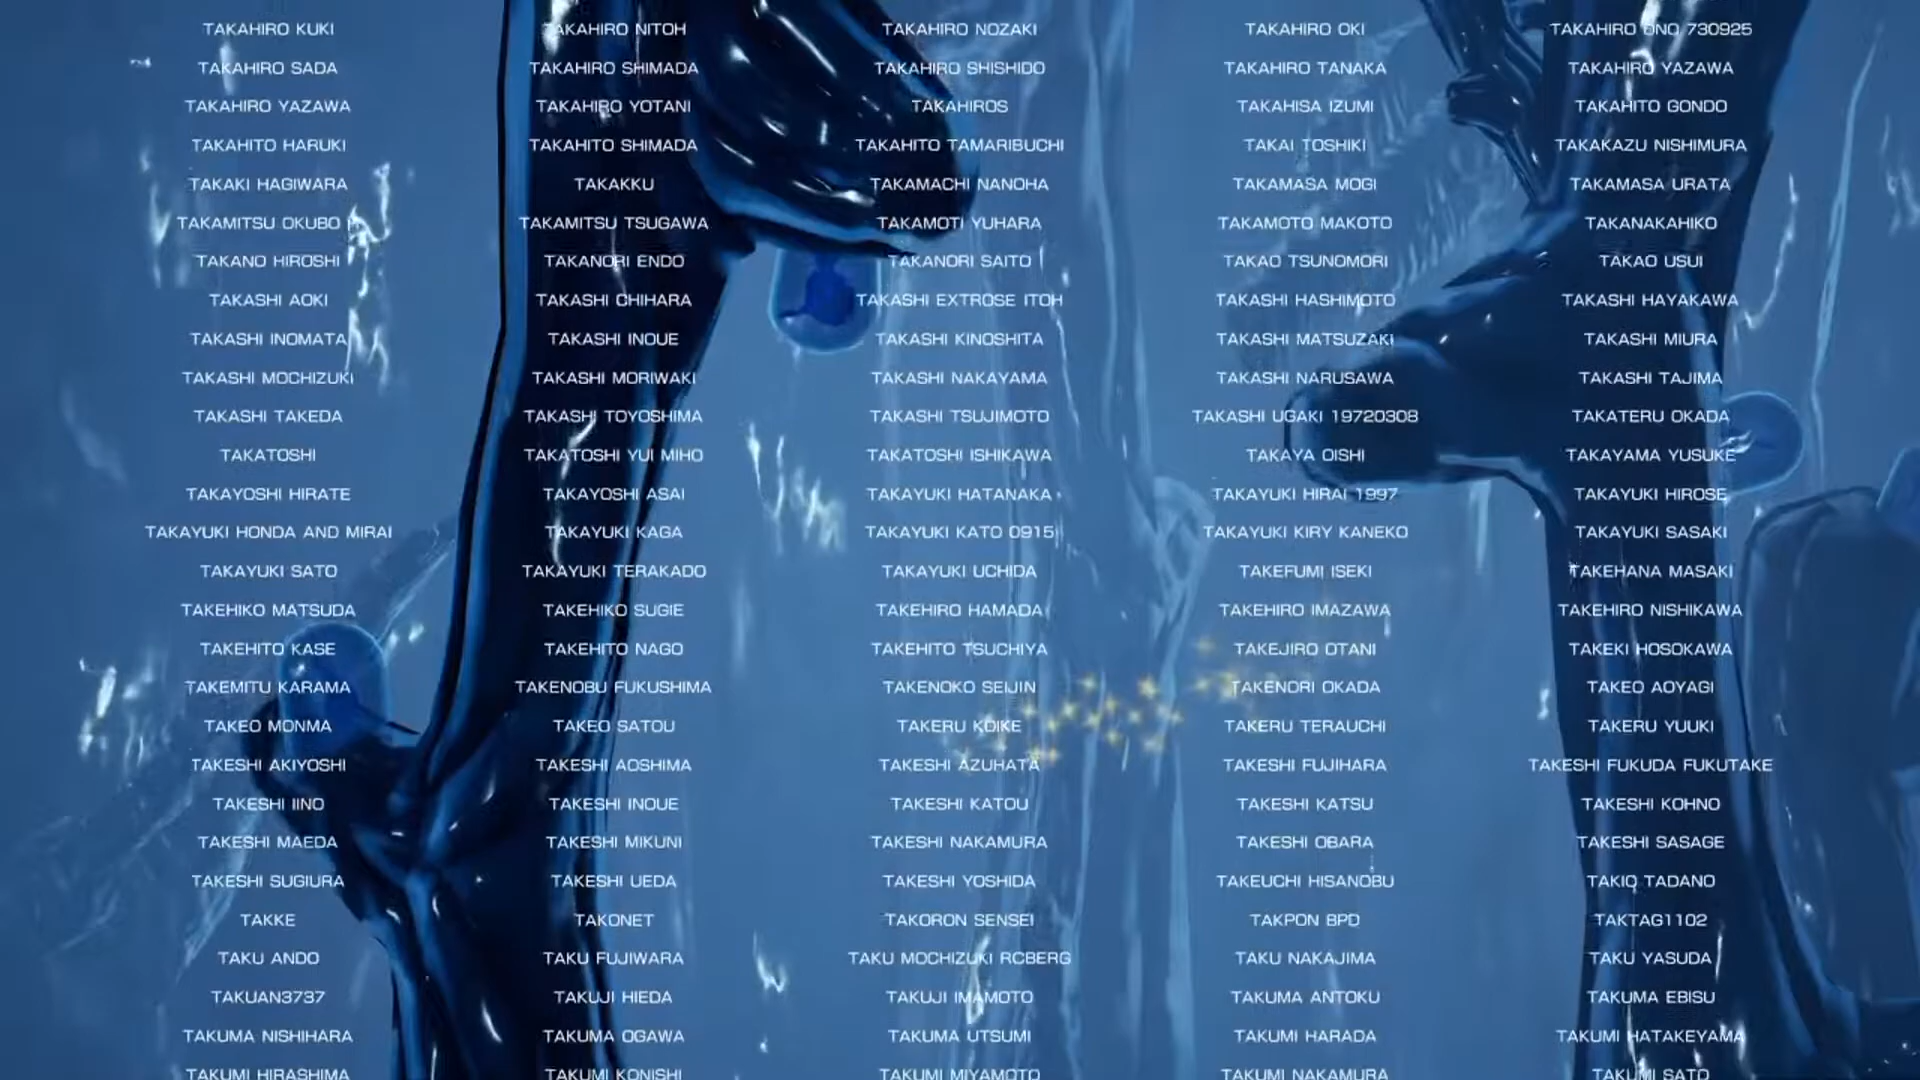 TAKAHIRO KUKI TAKAHIRO NITOH TAKAHIRO NOZAKI TAKAHIRO OKI TAKAHIRO ONO 730925
TAKAHIRO SADA TAKAHIRO SHIMADA TAKAHIRO SHISHIDO TAKAHIRO TANAKA TAKAHIRO YAZAWA
TAKAHIRO YAZAWA TAKAHIRO YOTANI TAKAHIROS TAKAHISA IZUMI TAKAHITO GONDO
TAKAHITO HARUKI TAKAHITO SHIMADA TAKAHITO TAMARIBUCHI TAKAI TOSHIKI TAKAKAZU NISHIMURA
TAKAKI HAGIWARA TAKAKKU TAKAMACHI NANOHA TAKAMASA MOGI TAKAMASA URATA
TAKAMITSU OKUBO TAKAMITSU TSUGAWA TAKAMOTI YUHARA TAKAMOTO MAKOTO TAKANAKAHIKO
TAKANO HIROSHI TAKANORI ENDO TAKANORI SAITO TAKAO TSUNOMORI TAKAO USUI
TAKASHI AOKI TAKASHI CHIHARA TAKASHI EXTROSE ITOH TAKASHI HASHIMOTO TAKASHI HAYAKAWA
TAKASHI INOMATA TAKASHI INOUE TAKASHI KINOSHITA TAKASHI MATSUZAKI TAKASHI MIURA
TAKASHI MOCHIZUKI TAKASHI MORIWAKI TAKASHI NAKAYAMA TAKASHI NARUSAWA TAKASHI TAJIMA
TAKASHI TAKEDA TAKASHI TOYOSHIMA TAKASHI TSUJIMOTO TAKASHI UGAKI 19720308 TAKATERU OKADA
TAKATOSHI TAKATOSHI YUI MIHO TAKATOSHI ISHIKAWA TAKAYA OISHI TAKAYAMA YUSUKE
TAKAYOSHI HIRATE TAKAYOSHI ASAI TAKAYUKI HATANAKA TAKAYUKI HIRAI 1997 TAKAYUKI HIROSE
TAKAYUKI HONDA AND MIRAI TAKAYUKI KAGA TAKAYUKI KATO 0915 TAKAYUKI KIRY KANEKO TAKAYUKI SASAKI
TAKAYUKI SATO TAKAYUKI TERAKADO TAKAYUKI UCHIDA TAKEFUMI ISEKI TAKEHANA MASAKI
TAKEHIKO MATSUDA TAKEHIKO SUGIE TAKEHIRO HAMADA TAKEHIRO IMAZAWA TAKEHIRO NISHIKAWA
TAKEHITO KASE TAKEHITO NAGO TAKEHITO TSUCHIYA TAKEJIRO OTANI TAKEKI HOSOKAWA
TAKEMITU KARAMA TAKENOBU FUKUSHIMA TAKENOKO SEIJIN TAKENORI OKADA TAKEO AOYAGI
TAKEO MONMA TAKEO SATOU TAKERU KOIKE TAKERU TERAUCHI TAKERU YUUKI
TAKESHI AKIYOSHI TAKESHI AOSHIMA TAKESHI AZUHATA TAKESHI FUJIHARA TAKESHI FUKUDA FUKUTAKE
TAKESHI IINO TAKESHI INOUE TAKESHI KATOU TAKESHI KATSU TAKESHI KOHNO
TAKESHI MAEDA TAKESHI MIKUNI TAKESHI NAKAMURA TAKESHI OBARA TAKESHI SASAGE
TAKESHI SUGIURA TAKESHI UEDA TAKESHI YOSHIDA TAKEUCHI HISANOBU TAKIO TADANO
TAKKE TAKONET TAKORON SENSEI TAKPON BPD TAKTAG1102
TAKU ANDO TAKU FUJIWARA TAKU MOCHIZUKI RCBERG TAKU NAKAJIMA TAKU YASUDA
TAKUAN3737 TAKUJI HIEDA TAKUJI IMAMOTO TAKUMA ANTOKU TAKUMA EBISU
TAKUMA NISHIHARA TAKUMA OGAWA TAKUMA UTSUMI TAKUMI HARADA TAKUMI HATAKEYAMA
TAKUMI HIRASHIMA TAKUMI KONISHI TAKUMI MIYAMOTO TAKUMI NAKAMURA TAKUMI SATO